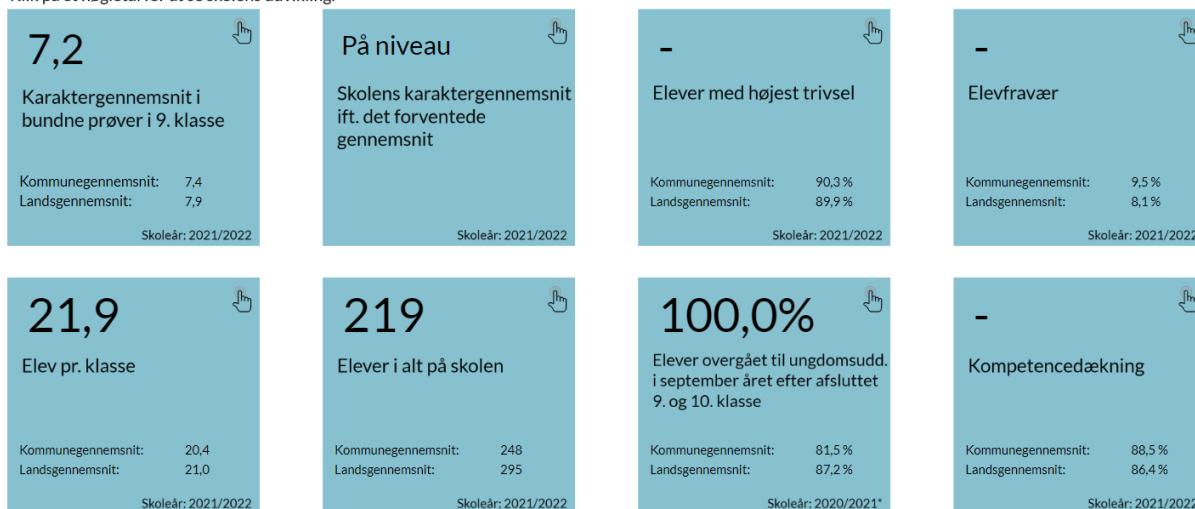 7,2
Karaktergennemsnit i
bundne prøver i 9. klasse
Kommunegennemsnit: 7,4
Landsgennemsnit: 7,9
Skoleår: 2021/2022
På niveau
Skolens karaktergennemsnit
ift. det forventede
gennemsnit
Skoleår: 2021/2022
-
Elever med højest trivsel
Kommunegennemsnit: 90,3 %
Landsgennemsnit: 89,9 %
Skoleår: 2021/2022
-
Elevfravær
Kommunegennemsnit: 9,5 %
Landsgennemsnit: 8,1 %
Skoleår: 2021/2022
21,9
Elev pr. klasse
Kommunegennemsnit: 20,4
Landsgennemsnit: 21,0
Skoleår: 2021/2022
219
Elever i alt på skolen
Kommunegennemsnit: 248
Landsgennemsnit: 295
Skoleår: 2021/2022
100,0%
Elever overgået til ungdomsudd.
i september året efter afsluttet
9. og 10. klasse
Kommunegennemsnit: 81,5 %
Landsgennemsnit: 87,2 %
Skoleår: 2020/2021*
-
Kompetencedækning
Kommunegennemsnit: 88,5 %
Landsgennemsnit: 86,4 %
Skoleår: 2021/2022